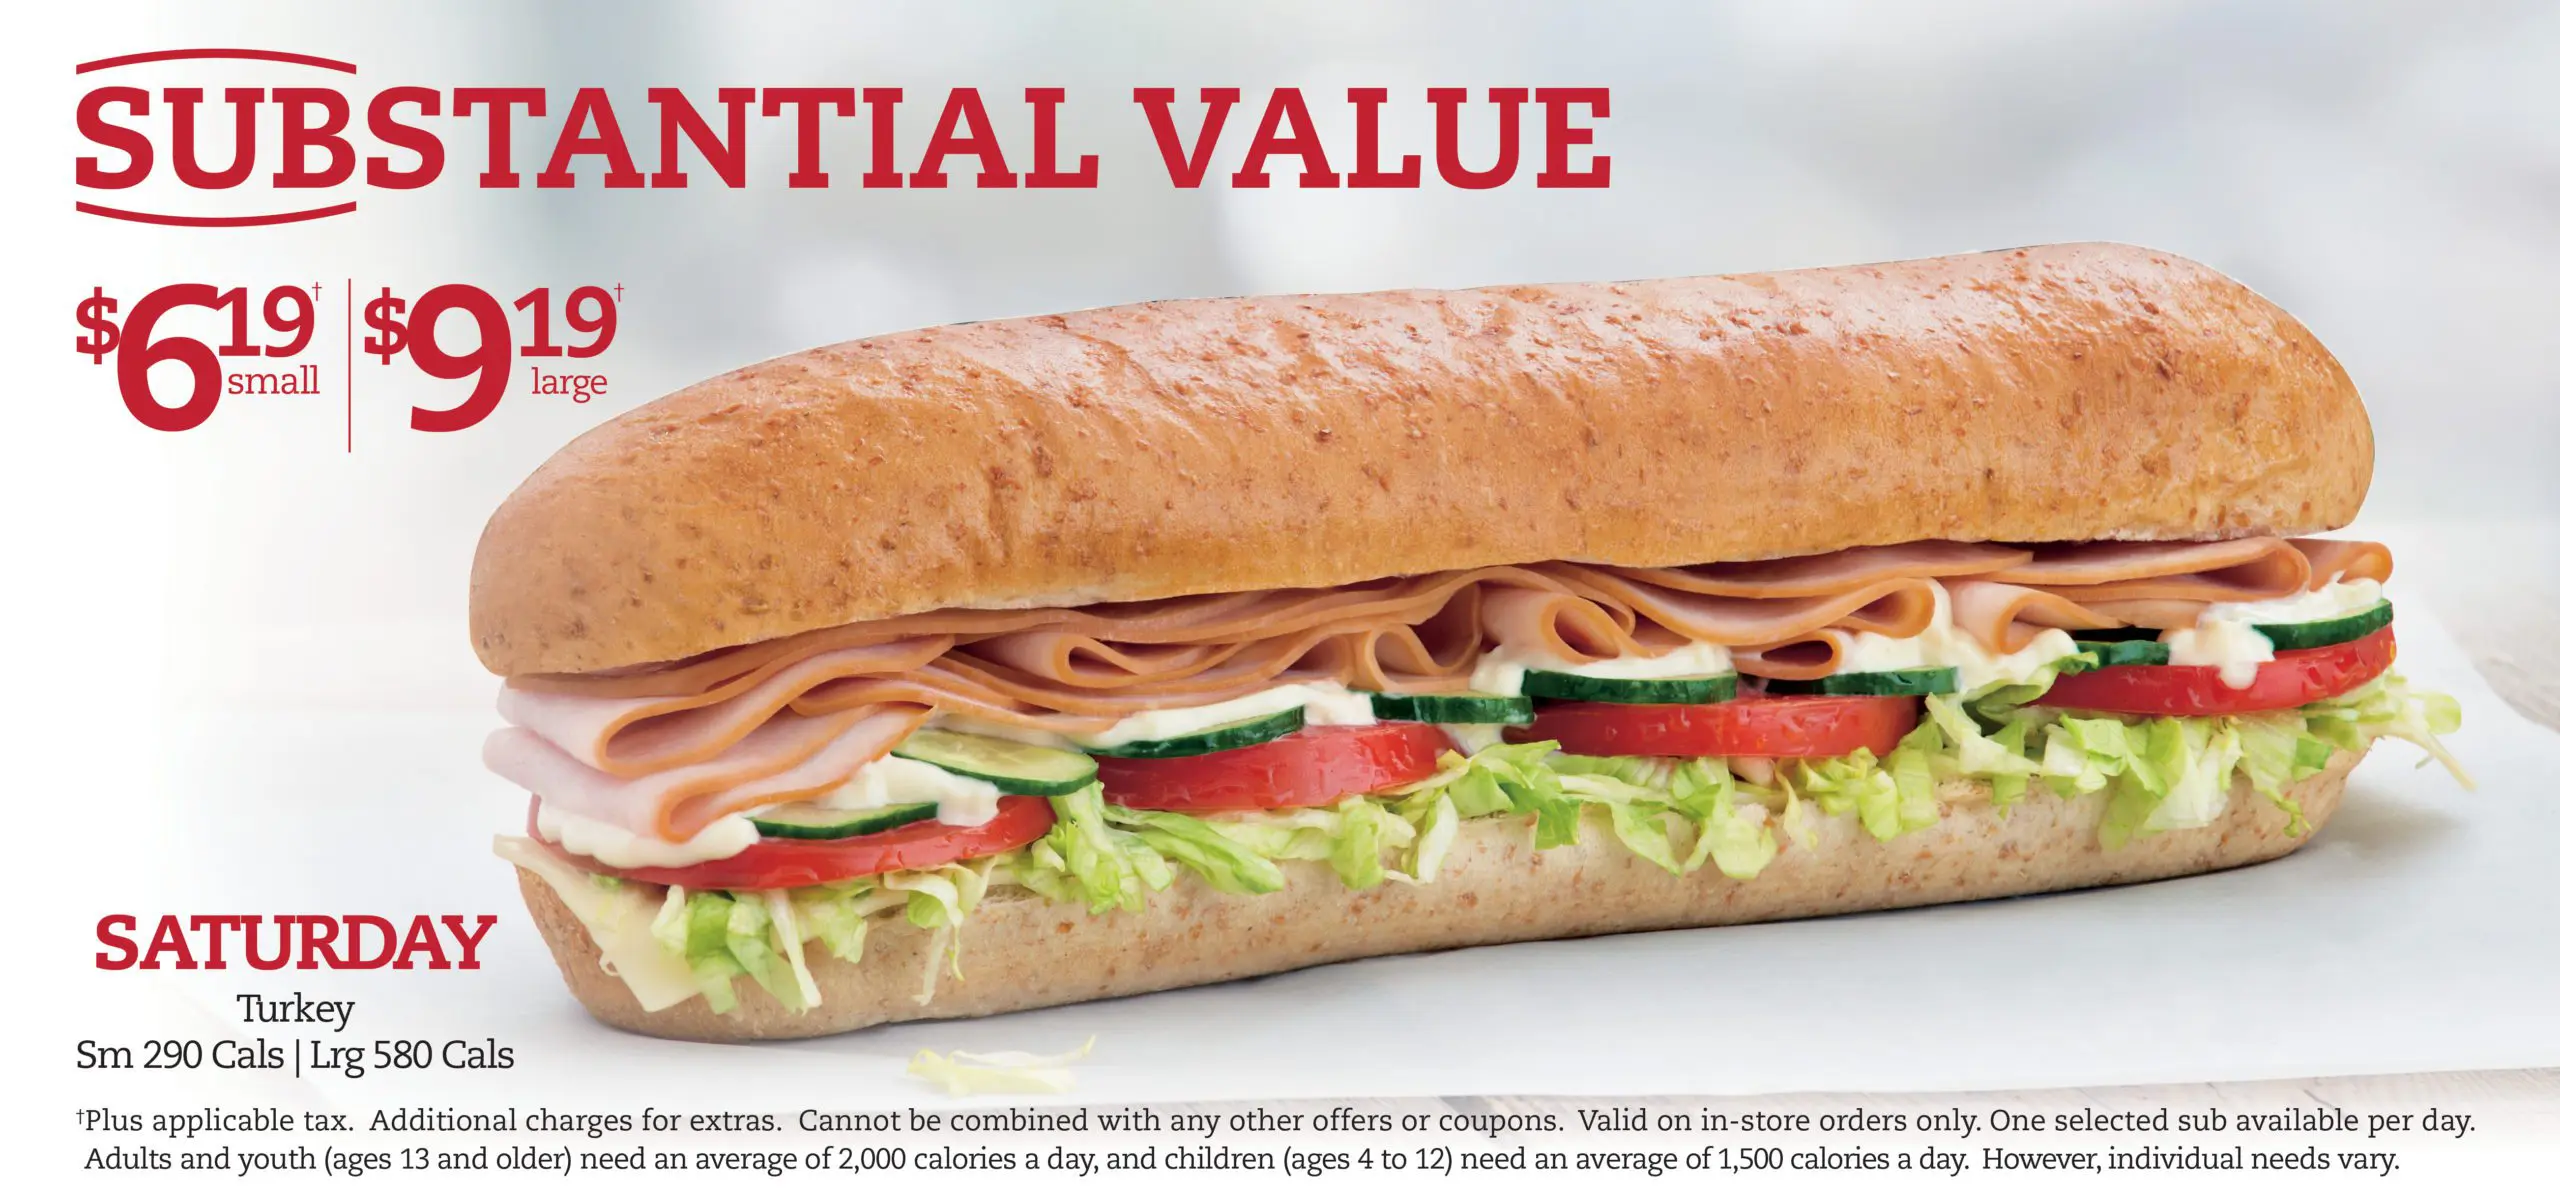 SUBSTANTIAL VALUE
$6 19† small | $9 19† large
SATURDAY
Turkey
Sm 290 Cals | Lrg 580 Cals
†Plus applicable tax. Additional charges for extras. Cannot be combined with any other offers or coupons. Valid on in-store orders only. One selected sub available per day.
Adults and youth (ages 13 and older) need an average of 2,000 calories a day, and children (ages 4 to 12) need an average of 1,500 calories a day. However, individual needs vary.